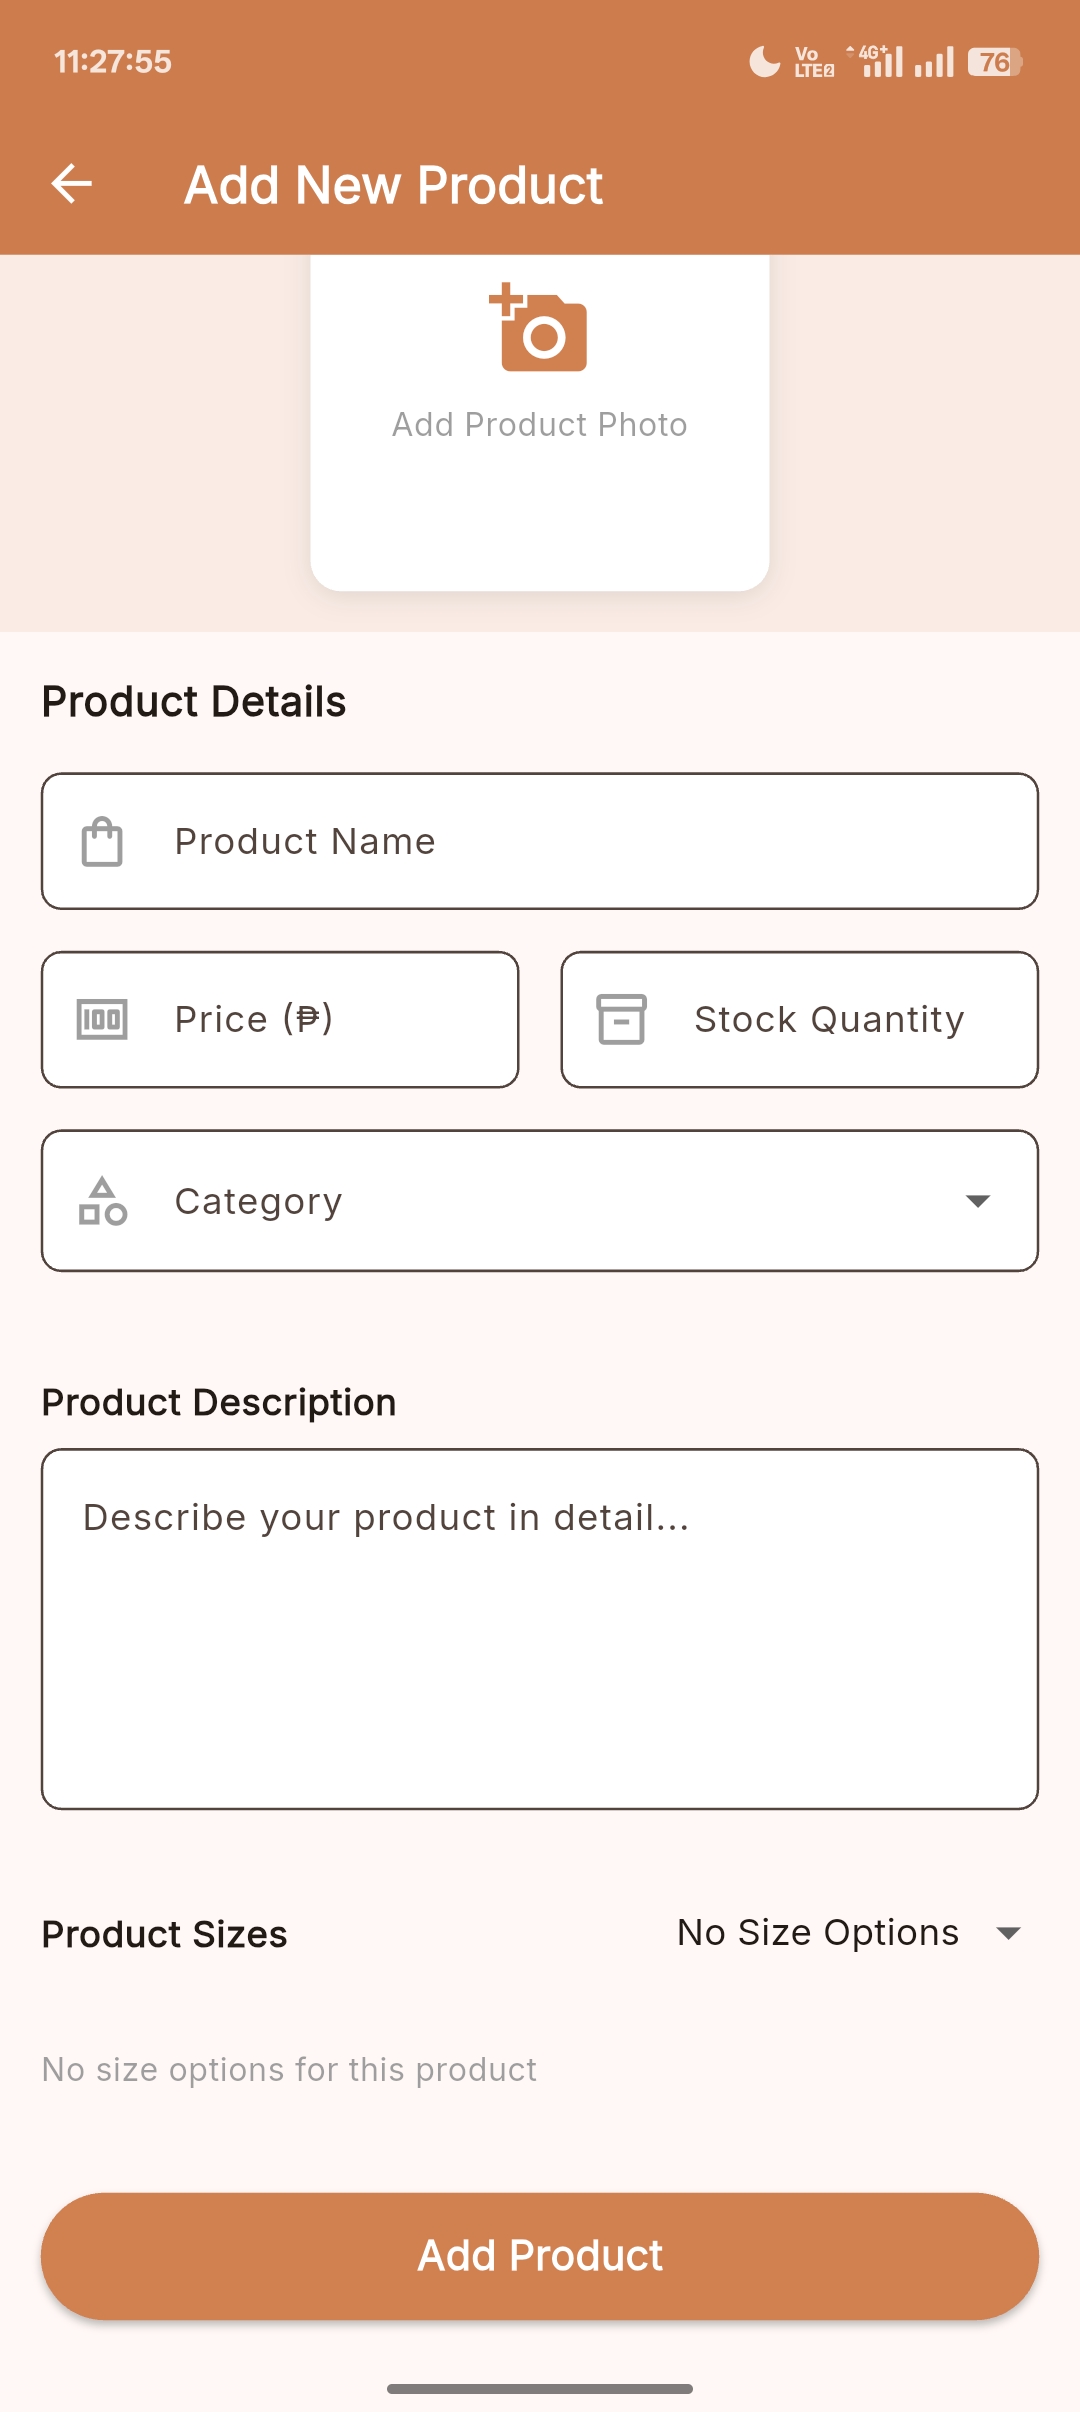 11:27:55
Vo LTE2 4G+ 76
Add New Product
Add Product Photo
Product Details
Product Name
Price (₱) Stock Quantity
Category
Product Description
Describe your product in detail...
Product Sizes No Size Options
No size options for this product
Add Product